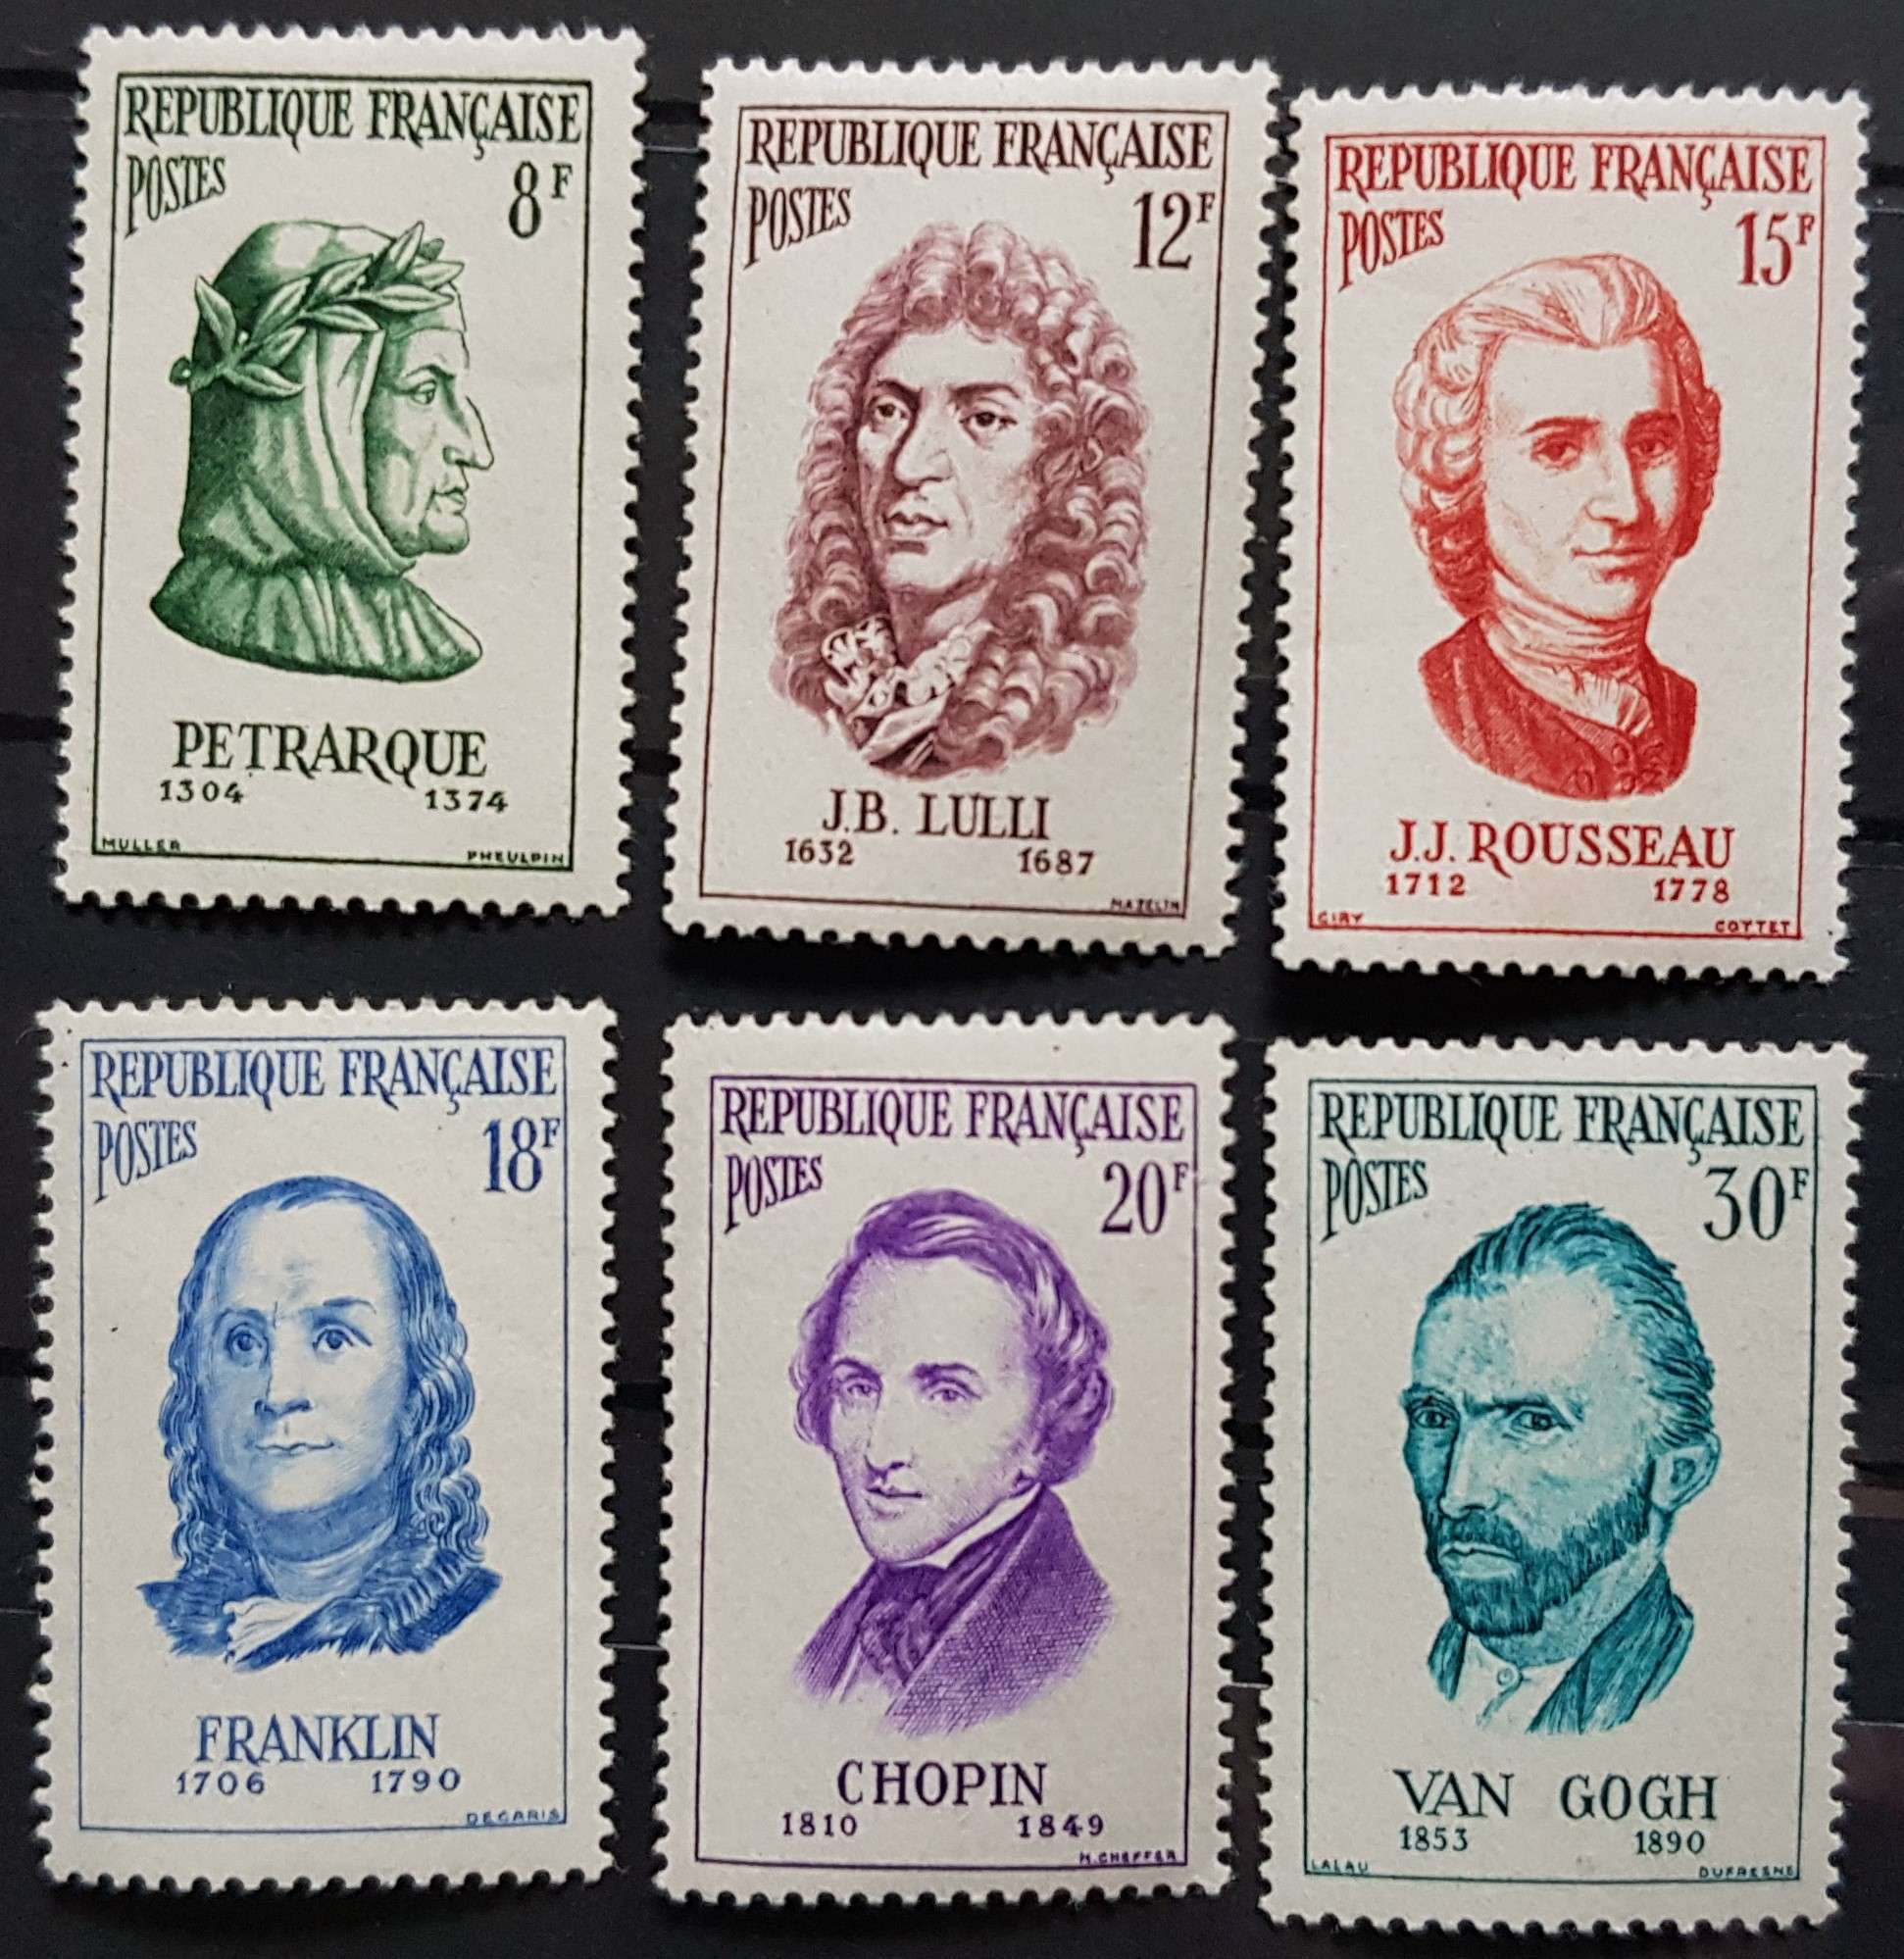 REPUBLIQUE FRANÇAISE
POSTES 8F
PETRARQUE
1304 1374
MULLER PHEULPIN
REPUBLIQUE FRANÇAISE
POSTES 12F
J.B. LULLI
1632 1687
MAZELIN
REPUBLIQUE FRANÇAISE
POSTES 15F
J.J. ROUSSEAU
1712 1778
CIRY COTTET
REPUBLIQUE FRANÇAISE
POSTES 18F
FRANKLIN
1706 1790
DECARIS
REPUBLIQUE FRANÇAISE
POSTES 20F
CHOPIN
1810 1849
H. CHEFFER
REPUBLIQUE FRANÇAISE
POSTES 30F
VAN GOGH
1853 1890
LALAU DUFRESNE